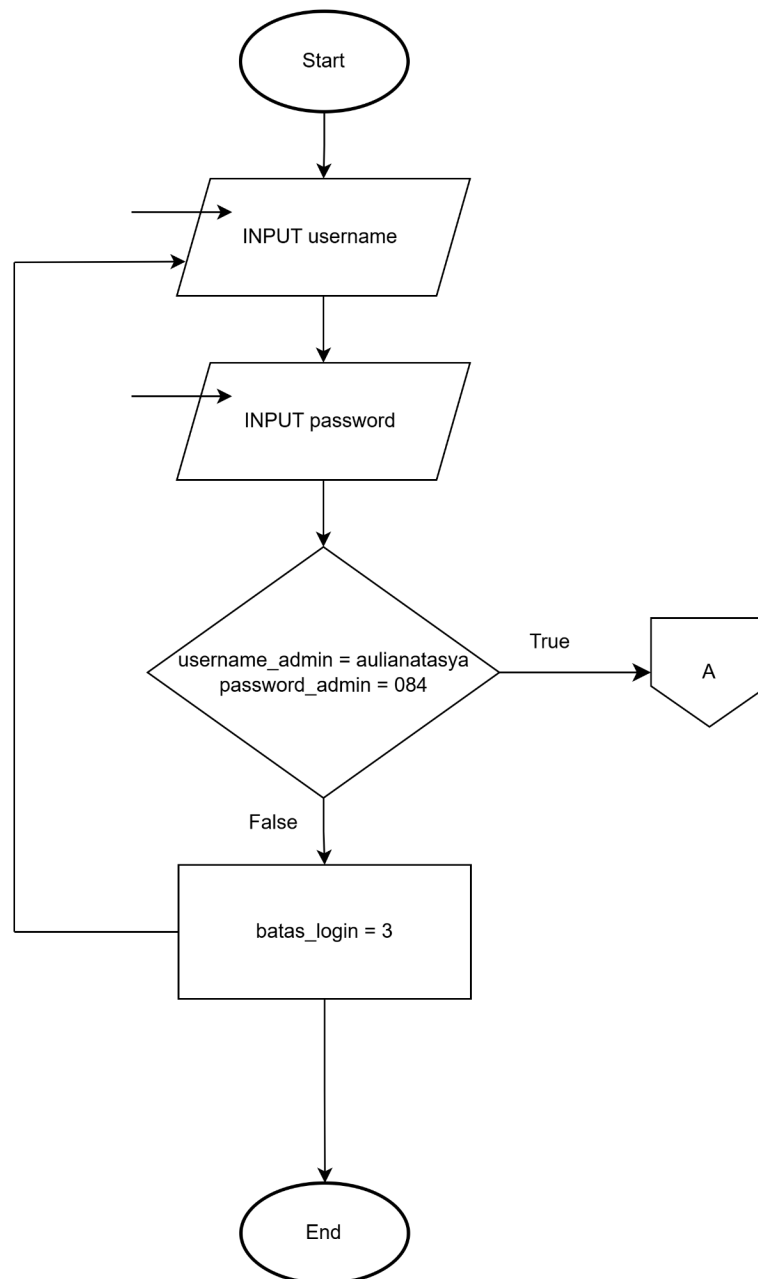 Start
INPUT username
INPUT password
username_admin = aulianatasya
password_admin = 084
True
A
False
batas_login = 3
End